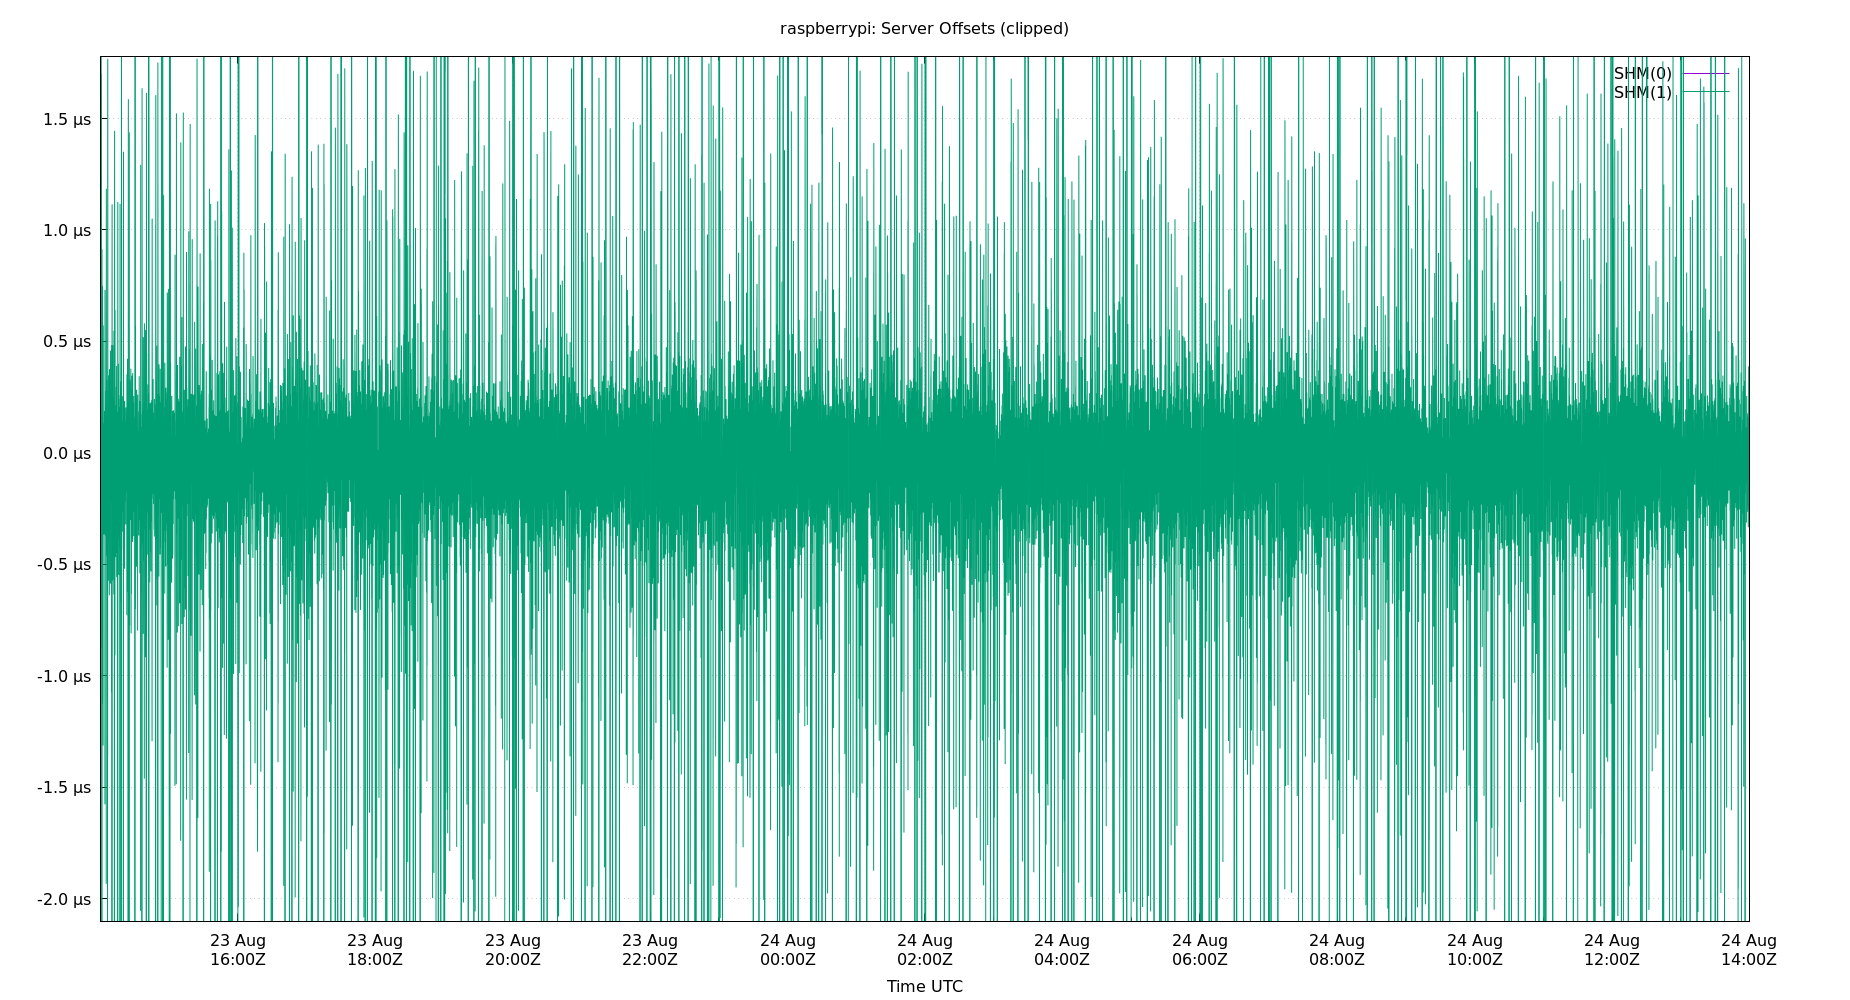 raspberrypi: Server Offsets (clipped)
SHM(0)
SHM(1)
1.5 µs
1.0 µs
0.5 µs
0.0 µs
-0.5 µs
-1.0 µs
-1.5 µs
-2.0 µs
23 Aug 23 Aug 23 Aug 23 Aug 24 Aug 24 Aug 24 Aug 24 Aug 24 Aug 24 Aug 24 Aug 24 Aug
16:00Z 18:00Z 20:00Z 22:00Z 00:00Z 02:00Z 04:00Z 06:00Z 08:00Z 10:00Z 12:00Z 14:00Z
Time UTC